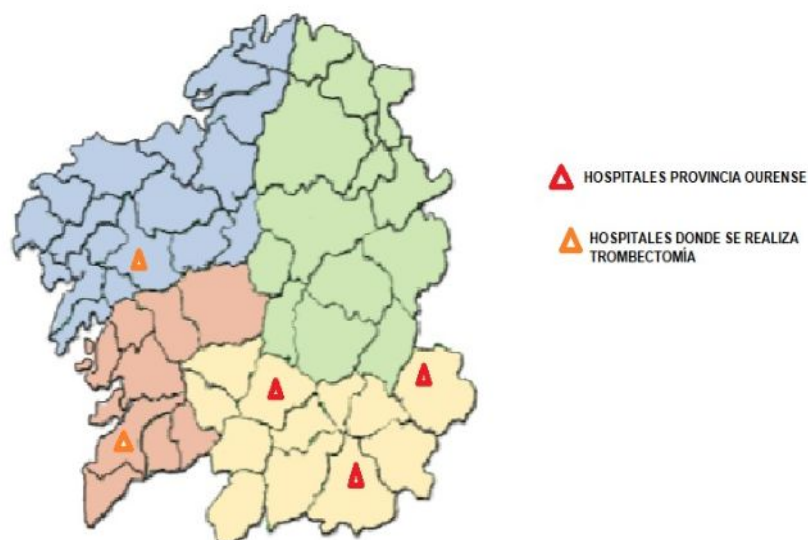 HOSPITALES PROVINCIA OURENSE
HOSPITALES DONDE SE REALIZA
TROMBECTOMÍA